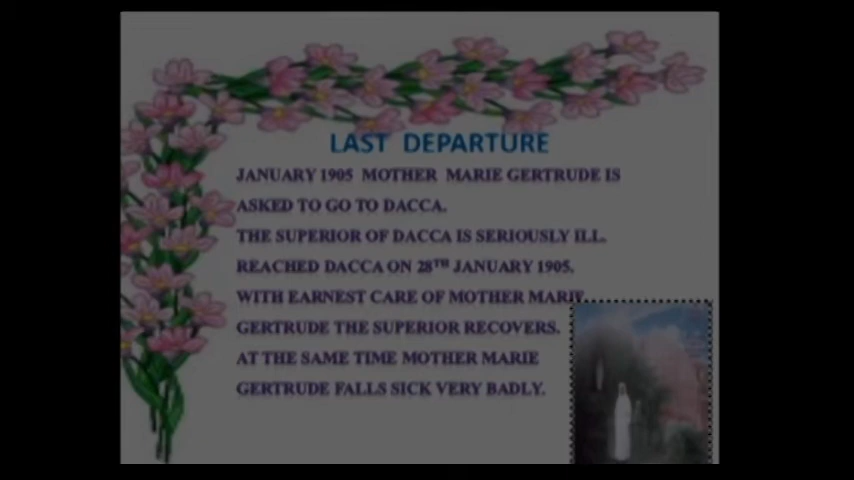 LAST DEPARTURE
JANUARY 1905 MOTHER MARIE GERTRUDE IS
ASKED TO GO TO DACCA.
THE SUPERIOR OF DACCA IS SERIOUSLY ILL.
REACHED DACCA ON 28TH JANUARY 1905.
WITH EARNEST CARE OF MOTHER MARIE
GERTRUDE THE SUPERIOR RECOVERS.
AT THE SAME TIME MOTHER MARIE
GERTRUDE FALLS SICK VERY BADLY.